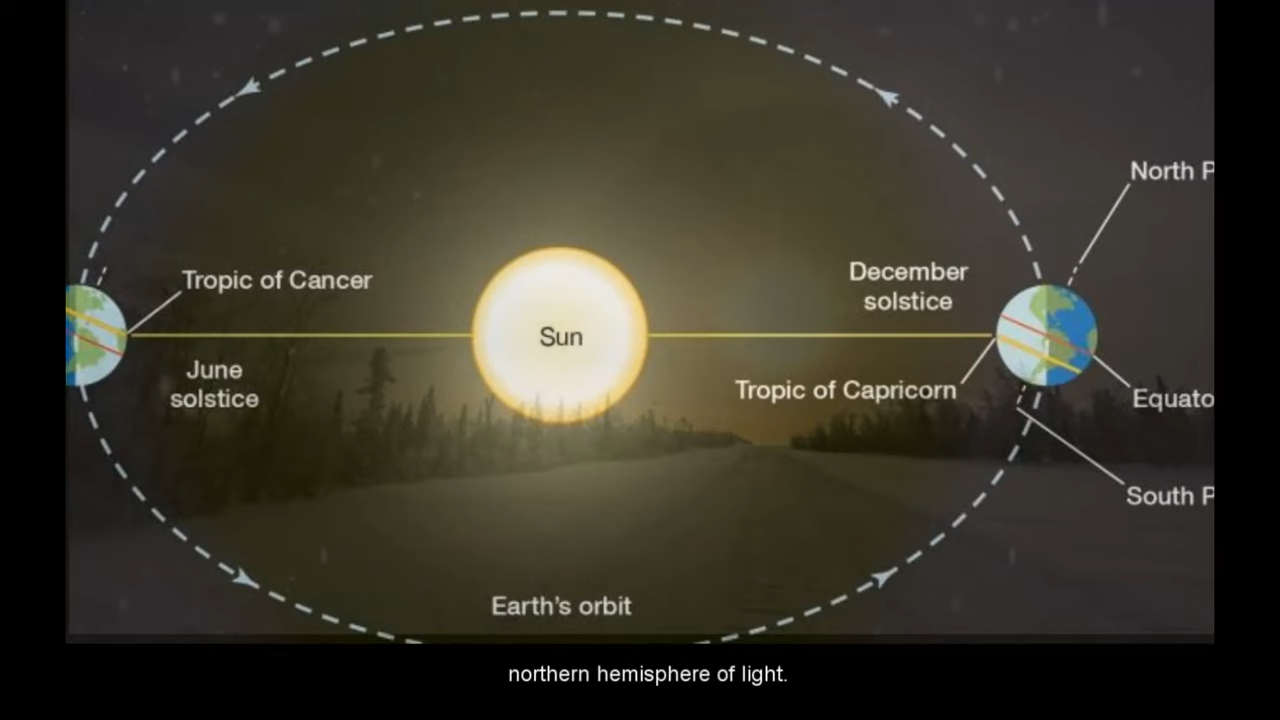 North P
Tropic of Cancer
December
solstice
Sun
June
solstice
Tropic of Capricorn
Equato
South P
Earth's orbit
northern hemisphere of light.